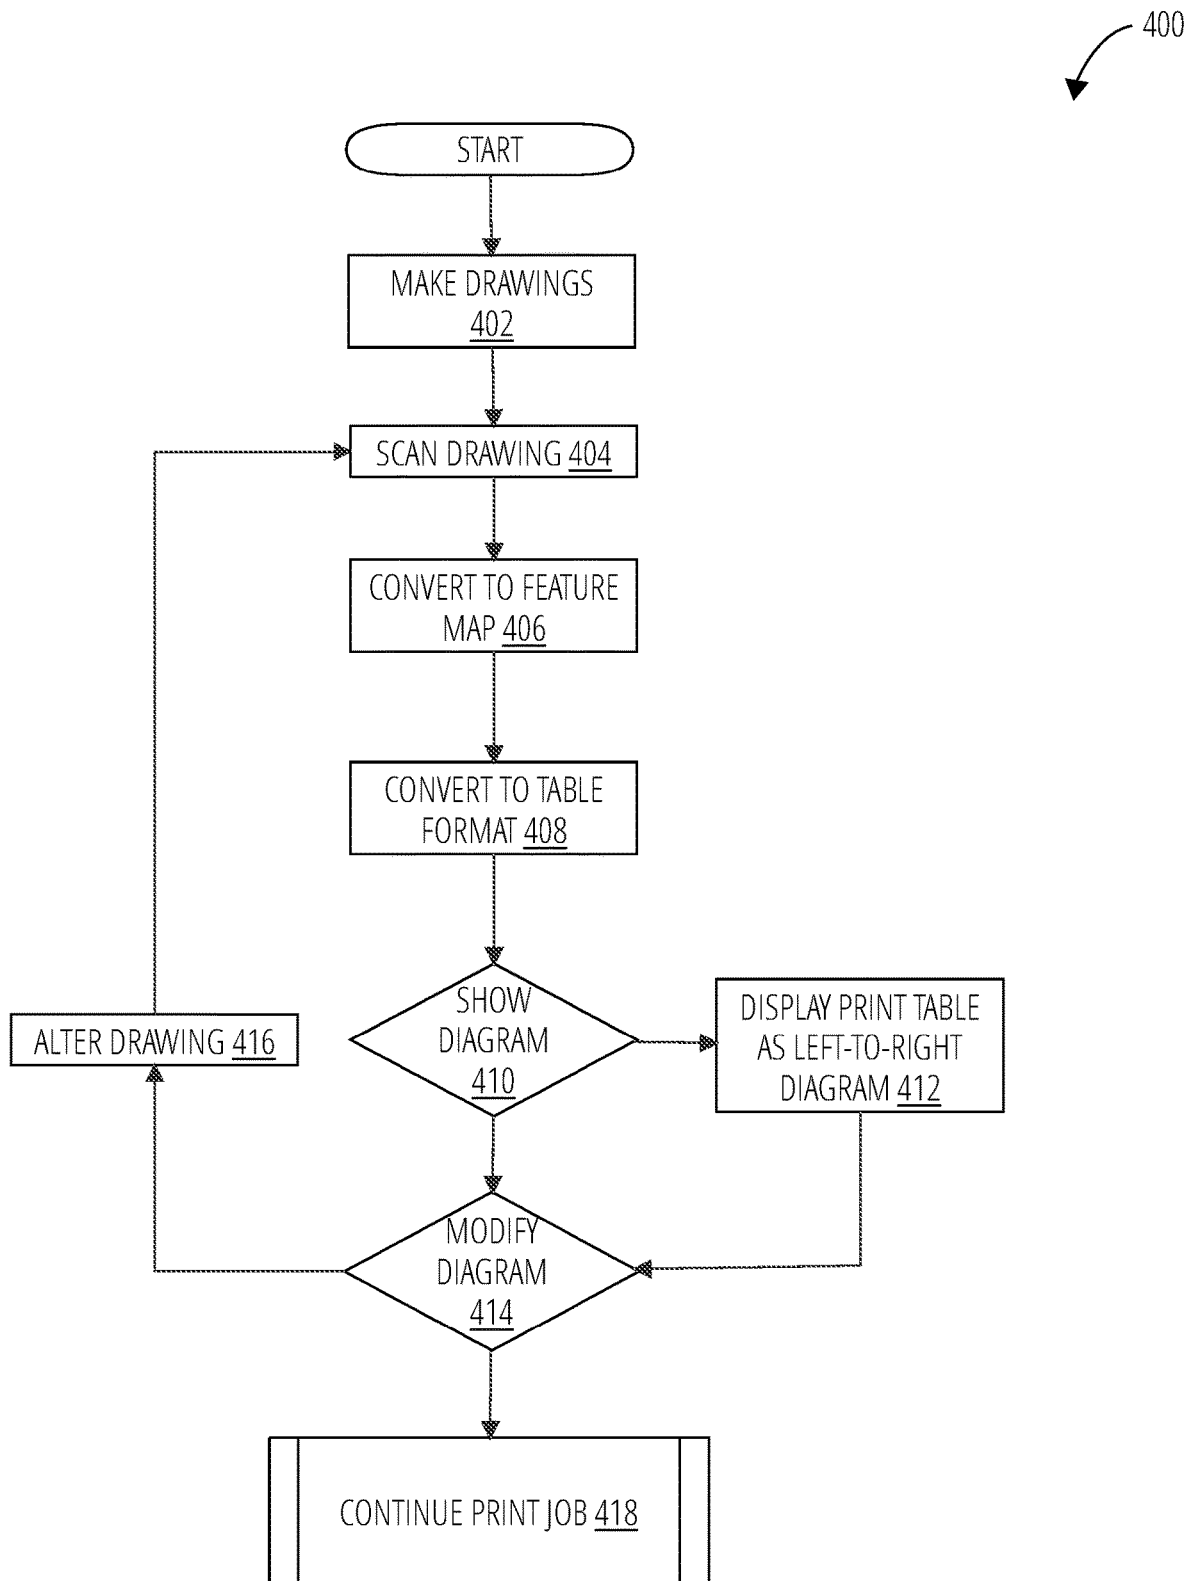 400
START
MAKE DRAWINGS
402
SCAN DRAWING 404
CONVERT TO FEATURE
MAP 406
CONVERT TO TABLE
FORMAT 408
SHOW
DIAGRAM
410
DISPLAY PRINT TABLE
AS LEFT-TO-RIGHT
DIAGRAM 412
ALTER DRAWING 416
MODIFY
DIAGRAM
414
CONTINUE PRINT JOB 418